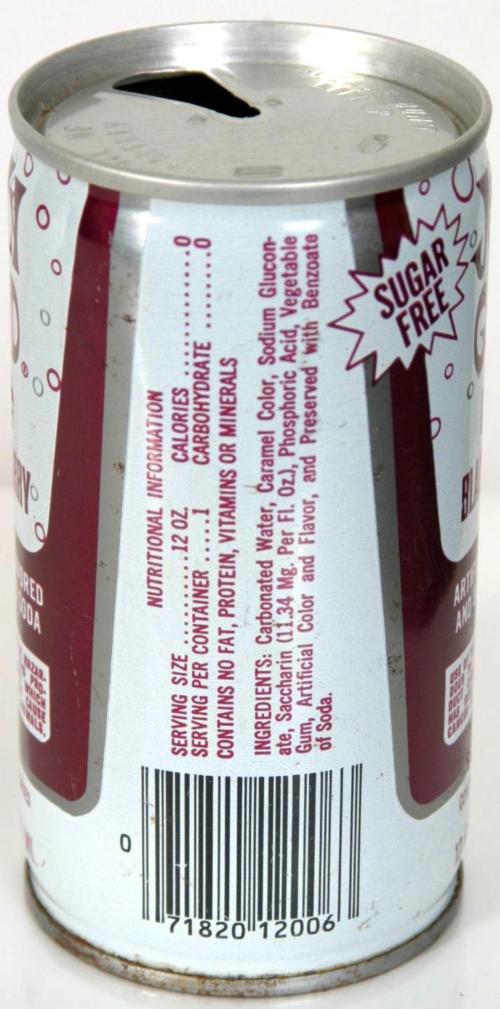 SUGAR
FREE
NUTRITIONAL INFORMATION
SERVING SIZE ..........12 OZ. CALORIES ..............0
SERVING PER CONTAINER .....1 CARBOHYDRATE .......0
CONTAINS NO FAT, PROTEIN, VITAMINS OR MINERALS
INGREDIENTS: Carbonated Water, Caramel Color, Sodium Glucon-
ate, Saccharin (11.34 Mg. Per Fl. Oz.), Phosphoric Acid, Vegetable
Gum, Artificial Color and Flavor, and Preserved with Benzoate
of Soda.
0
71820 12006